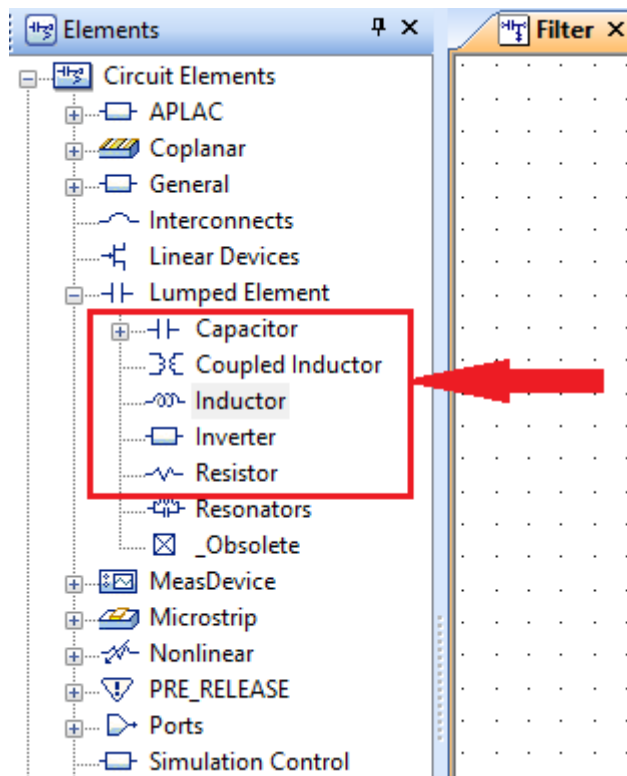 Elements
Filter
Circuit Elements
APLAC
Coplanar
General
Interconnects
Linear Devices
Lumped Element
Capacitor
Coupled Inductor
Inductor
Inverter
Resistor
Resonators
_Obsolete
MeasDevice
Microstrip
Nonlinear
PRE_RELEASE
Ports
Simulation Control